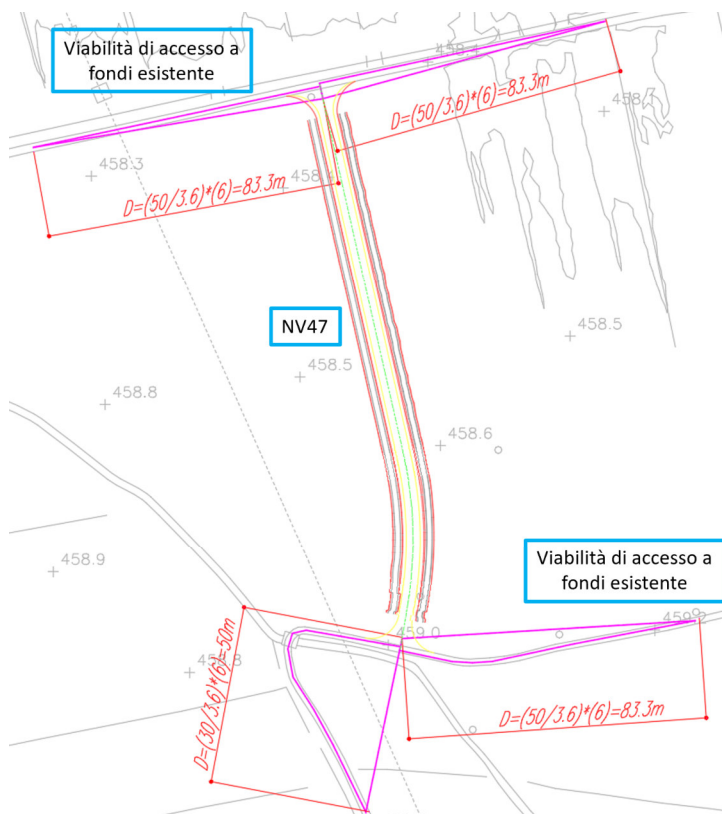 Viabilità di accesso a
fondi esistente
458.7
D=(50/3.6)*(6)=83.3m
458.3
D=(50/3.6)*(6)=83.3m
NV47
458.5
458.5
458.8
458.6
Viabilità di accesso a
fondi esistente
458.9
459.0
D=(30/3.6)*(6)=50m
D=(50/3.6)*(6)=83.3m